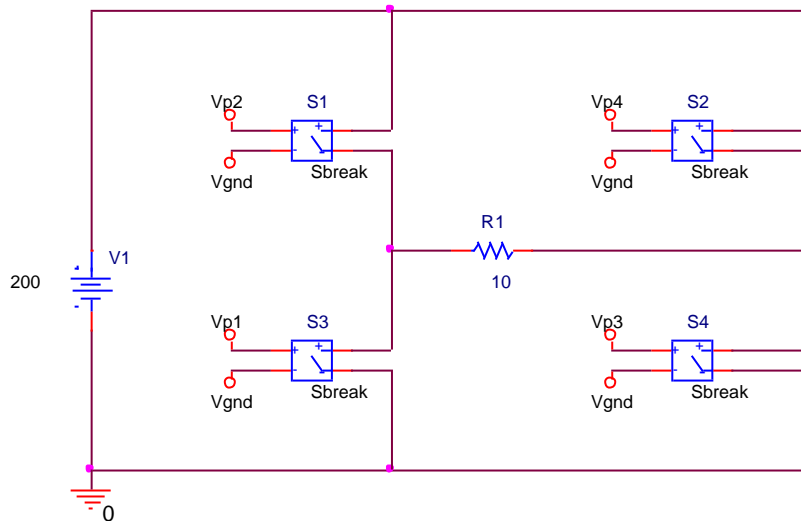 Vp2 S1 Vp4 S2
Vgnd Sbreak Vgnd Sbreak
R1
V1
200 10
Vp1 S3 Vp3 S4
Vgnd Sbreak Vgnd Sbreak
0